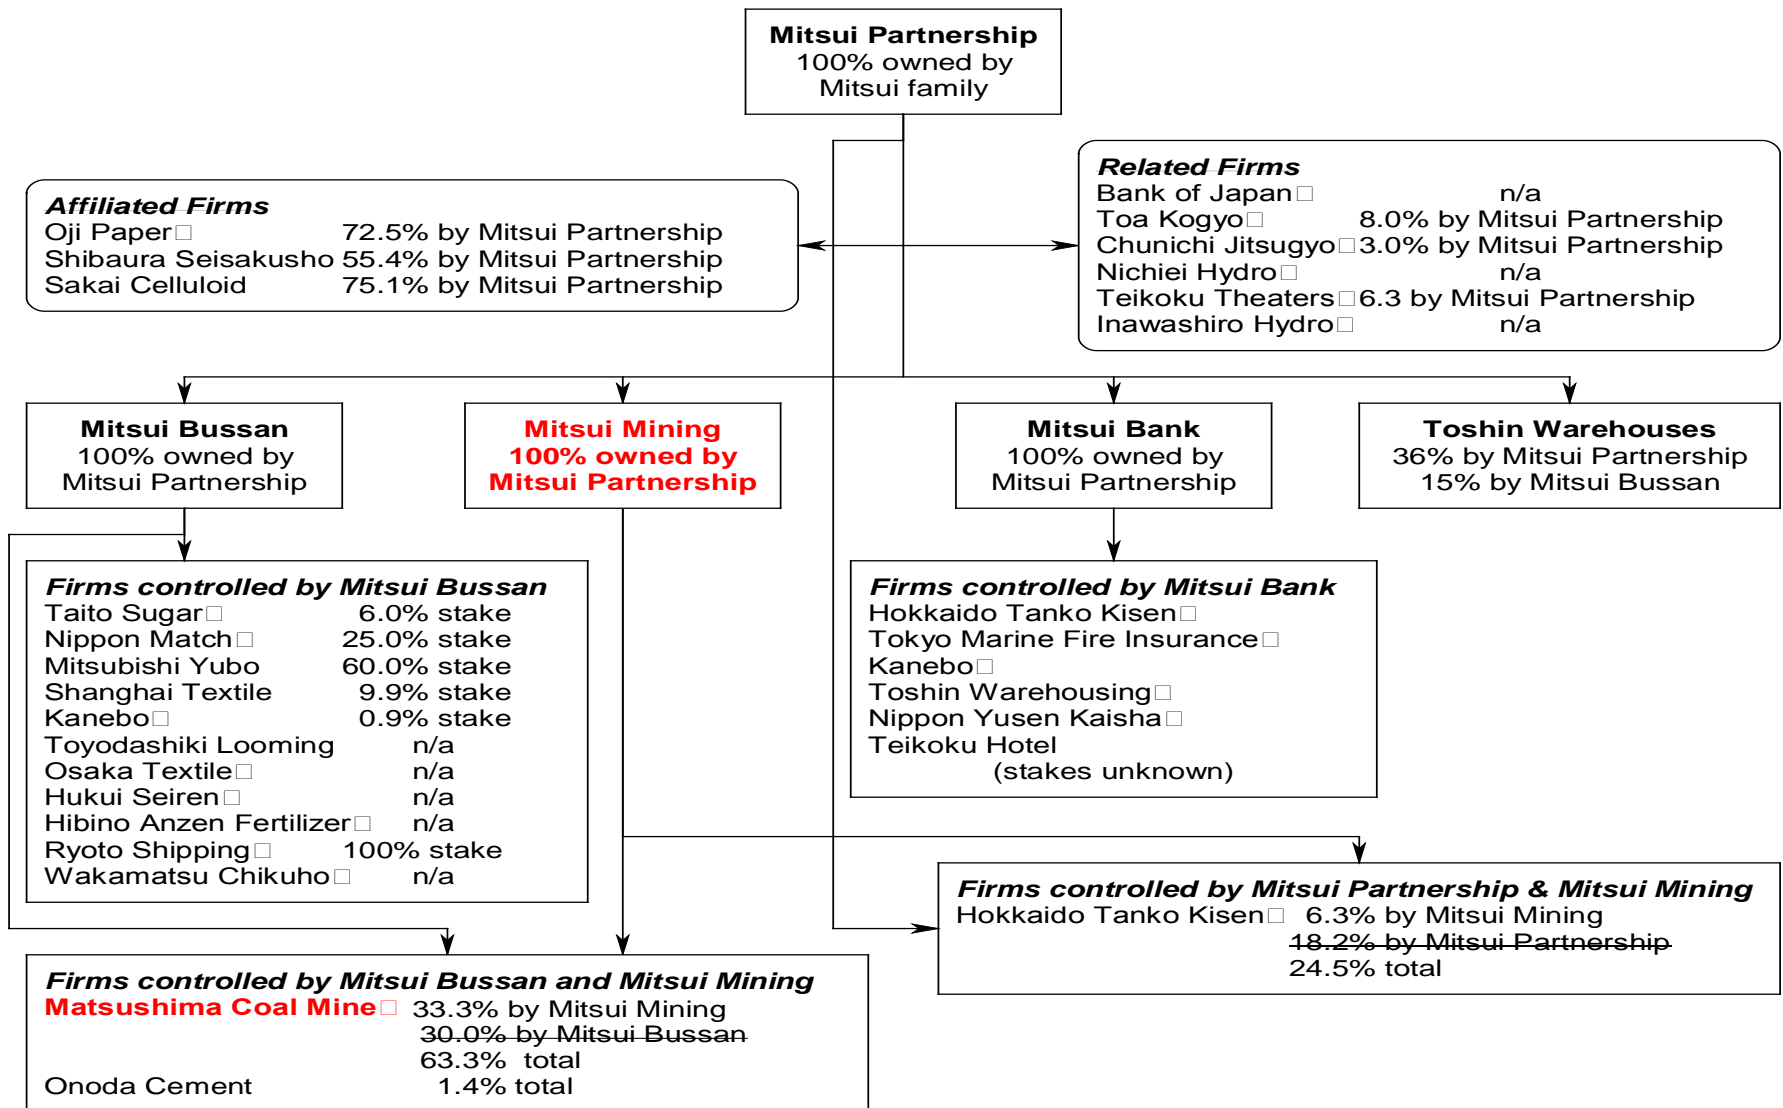 Mitsui Partnership
100% owned by
Mitsui family
Affiliated Firms
Oji Paper□ 72.5% by Mitsui Partnership
Shibaura Seisakusho 55.4% by Mitsui Partnership
Sakai Celluloid 75.1% by Mitsui Partnership
Related Firms
Bank of Japan□ n/a
Toa Kogyo□ 8.0% by Mitsui Partnership
Chunichi Jitsugyo□ 3.0% by Mitsui Partnership
Nichiei Hydro□ n/a
Teikoku Theaters□ 6.3 by Mitsui Partnership
Inawashiro Hydro□ n/a
Mitsui Bussan
100% owned by
Mitsui Partnership
Mitsui Mining
100% owned by
Mitsui Partnership
Mitsui Bank
100% owned by
Mitsui Partnership
Toshin Warehouses
36% by Mitsui Partnership
15% by Mitsui Bussan
Firms controlled by Mitsui Bussan
Taito Sugar□ 6.0% stake
Nippon Match□ 25.0% stake
Mitsubishi Yubo 60.0% stake
Shanghai Textile 9.9% stake
Kanebo□ 0.9% stake
Toyodashiki Looming n/a
Osaka Textile□ n/a
Hukui Seiren□ n/a
Hibino Anzen Fertilizer□ n/a
Ryoto Shipping□ 100% stake
Wakamatsu Chikuho□ n/a
Firms controlled by Mitsui Bank
Hokkaido Tanko Kisen□
Tokyo Marine Fire Insurance□
Kanebo□
Toshin Warehousing□
Nippon Yusen Kaisha□
Teikoku Hotel
(stakes unknown)
Firms controlled by Mitsui Partnership & Mitsui Mining
Hokkaido Tanko Kisen□ 6.3% by Mitsui Mining
18.2% by Mitsui Partnership
24.5% total
Firms controlled by Mitsui Bussan and Mitsui Mining
Matsushima Coal Mine□ 33.3% by Mitsui Mining
30.0% by Mitsui Bussan
63.3% total
Onoda Cement 1.4% total